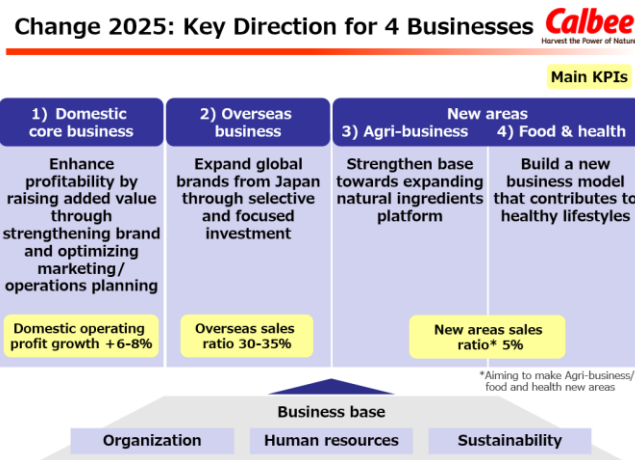 Change 2025: Key Direction for 4 Businesses
Calbee
Harvest the Power of Nature
Main KPIs
1) Domestic
core business
Enhance
profitability by
raising added value
through
strengthening brand
and optimizing
marketing/
operations planning
Domestic operating
profit growth +6-8%
2) Overseas
business
Expand global
brands from Japan
through selective
and focused
investment
Overseas sales
ratio 30-35%
New areas
3) Agri-business
Strengthen base
towards expanding
natural ingredients
platform
4) Food & health
Build a new
business model
that contributes to
healthy lifestyles
New areas sales
ratio* 5%
*Aiming to make Agri-business/
food and health new areas
Business base
Organization
Human resources
Sustainability